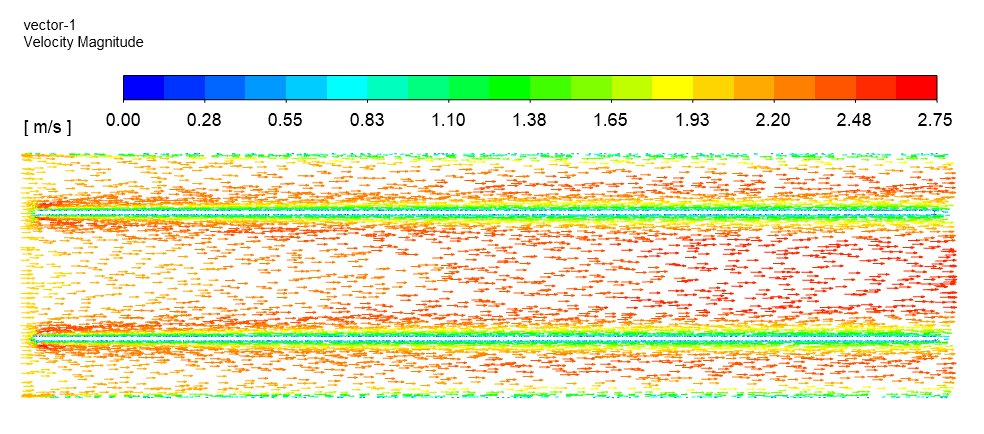 vector-1
Velocity Magnitude
[ m/s ]
0.00 0.28 0.55 0.83 1.10 1.38 1.65 1.93 2.20 2.48 2.75